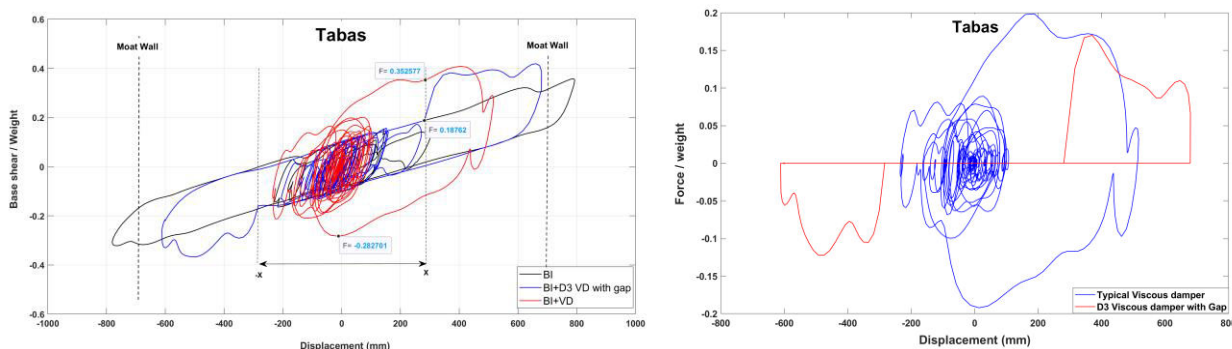 Tabas
Moat Wall
Moat Wall
F= 0.352577
F= 0.18762
F= -0.282781
-x
x
BI
BI+D3 VD with gap
BI+VD
Base shear / Weight
0.6
0.4
0.2
0
-0.2
-0.4
0.6
-1000
-800
-600
-400
-200
0
200
400
600
800
1000
Displacement (mm)
Tabas
Typical Viscous damper
D3 Viscous damper with Gap
Force / weight
0.2
0.15
0.1
0.05
0
-0.05
-0.1
-0.15
-0.2
-800
-600
-400
-200
0
200
400
600
800
Displacement (mm)